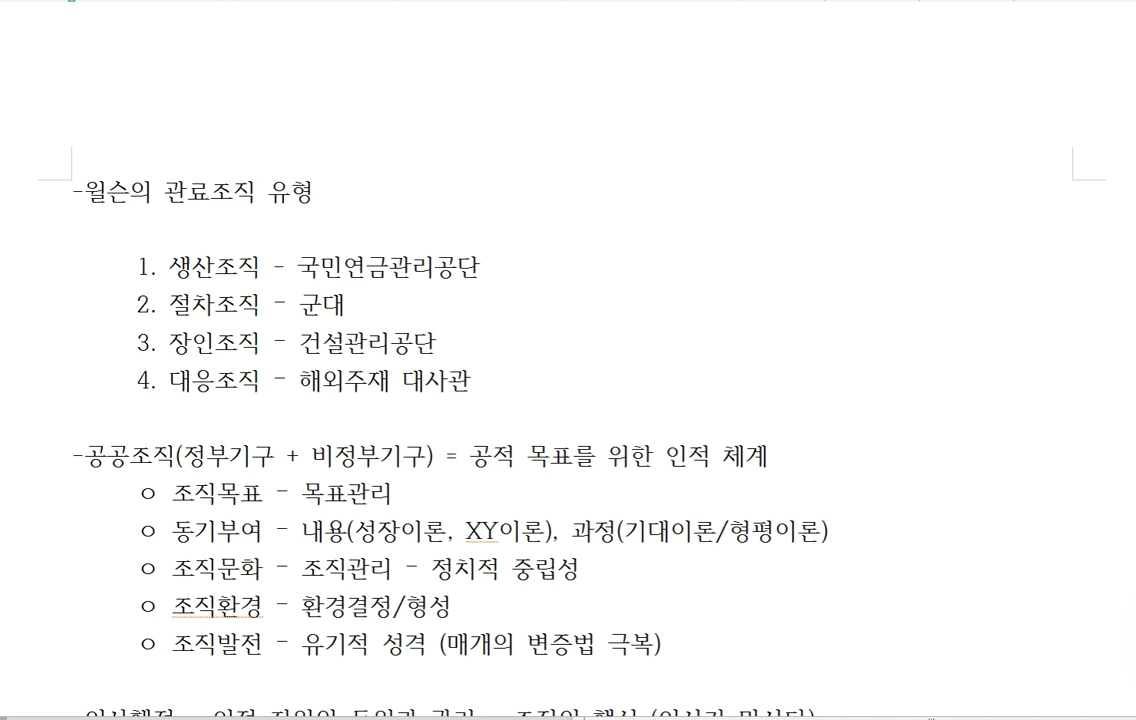 -윌슨의 관료조직 유형
1. 생산조직 - 국민연금관리공단
2. 절차조직 - 군대
3. 장인조직 - 건설관리공단
4. 대응조직 - 해외주재 대사관
-공공조직(정부기구 + 비정부기구) = 공적 목표를 위한 인적 체계
ㅇ 조직목표 - 목표관리
ㅇ 동기부여 - 내용(성장이론, XY이론), 과정(기대이론/형평이론)
ㅇ 조직문화 - 조직관리 - 정치적 중립성
ㅇ 조직환경 - 환경결정/형성
ㅇ 조직발전 - 유기적 성격 (매개의 변증법 극복)